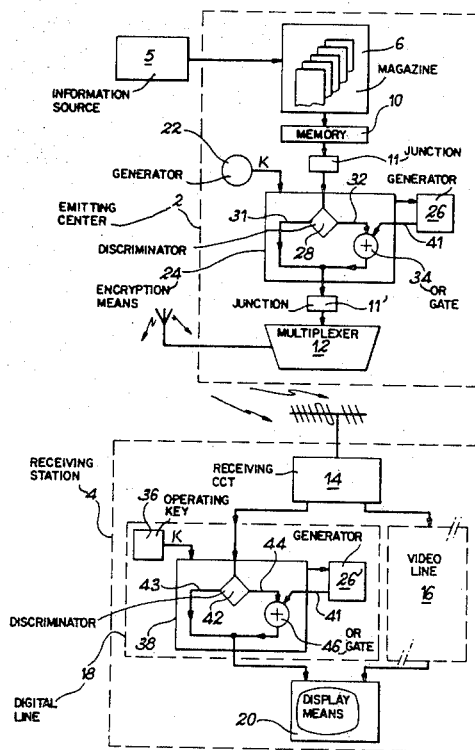 5
INFORMATION
SOURCE
6
MAGAZINE
MEMORY
10
22
11
JUNCTION
K
32
GENERATOR
GENERATOR
EMITTING
CENTER
2
31
26
41
DISCRIMINATOR
28
24
34
OR
GATE
ENCRYPTION
MEANS
JUNCTION
11'
MULTIPLEXER
12
RECEIVING
STATION
4
RECEIVING
CCT
14
36
OPERATING
KEY
K
GENERATOR
44
43
26'
VIDEO
LINE
16
41
DISCRIMINATOR
42
38
46
OR
GATE
18
DIGITAL
LINE
DISPLAY
MEANS
20